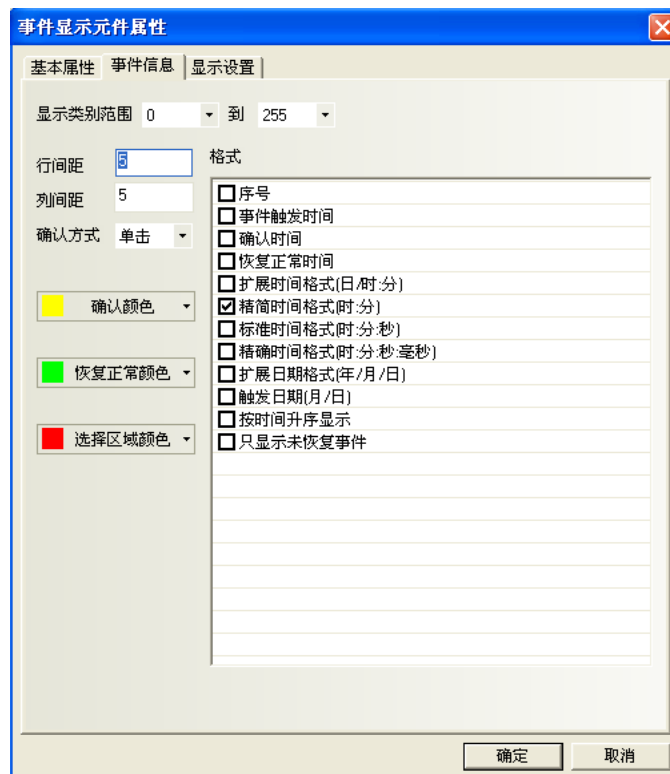 事件显示元件属性
基本属性 事件信息 显示设置
显示类别范围 0 到 255
行间距 5
列间距 5
确认方式 单击
确认颜色
恢复正常颜色
选择区域颜色
格式
序号
事件触发时间
确认时间
恢复正常时间
扩展时间格式(日/时:分)
精简时间格式(时:分)
标准时间格式(时:分:秒)
精确时间格式(时:分:秒:毫秒)
扩展日期格式(年/月/日)
触发日期(月/日)
按时间升序显示
只显示未恢复事件
确定 取消